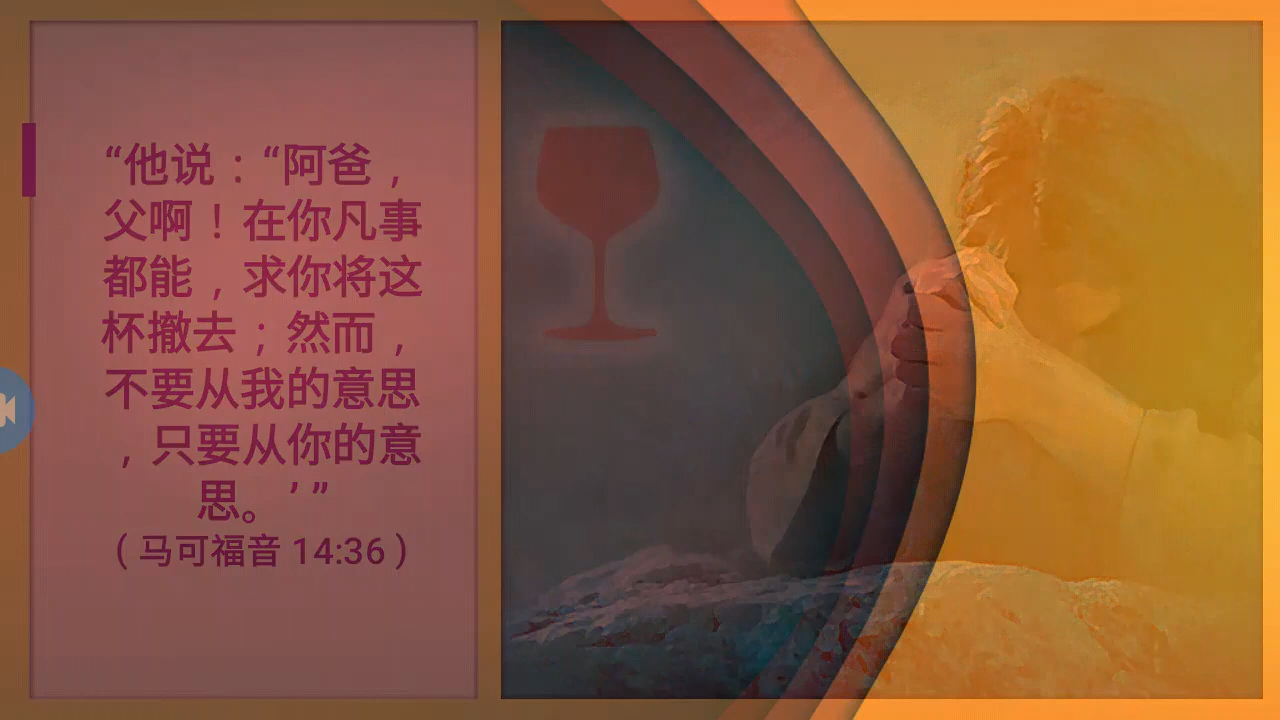 “他说：“阿爸，
父啊！在你凡事
都能，求你将这
杯撤去；然而，
不要从我的意思
，只要从你的意
思。’”
（马可福音 14:36）